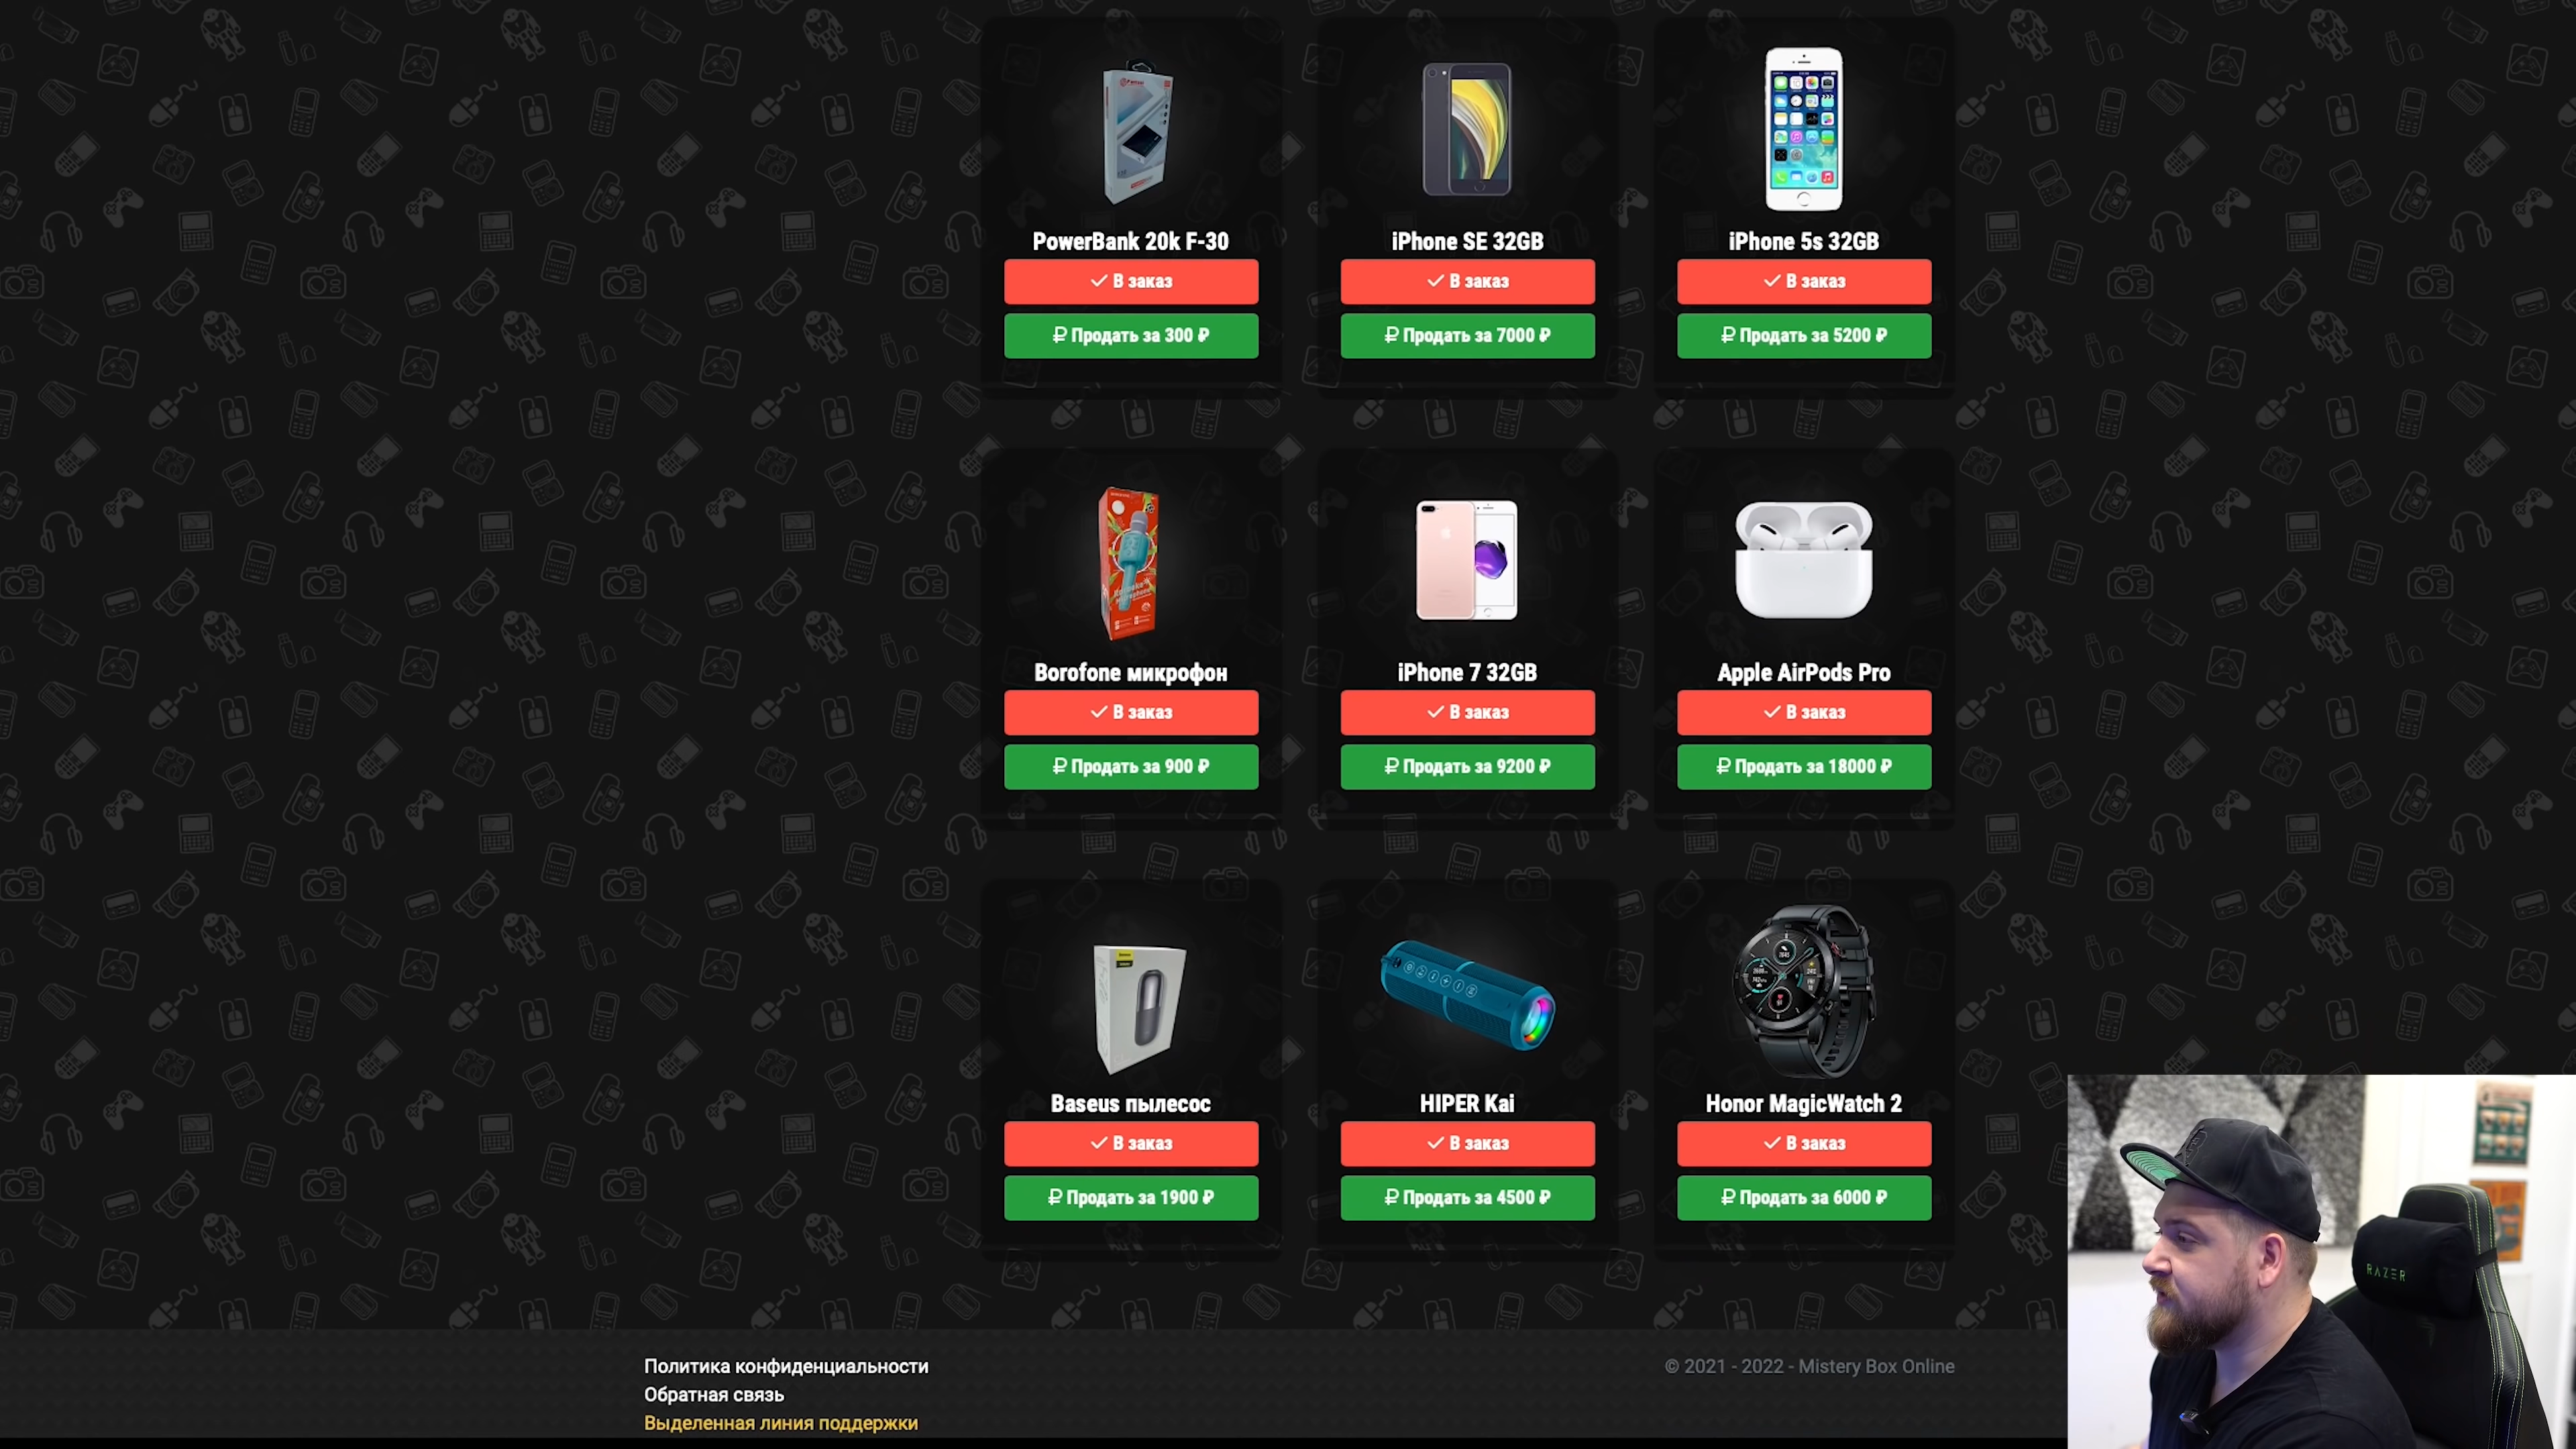 PowerBank 20k F-30
В заказ
Продать за 300 ₽
iPhone SE 32GB
В заказ
Продать за 7000 ₽
iPhone 5s 32GB
В заказ
Продать за 5200 ₽
Borofone микрофон
В заказ
Продать за 900 ₽
iPhone 7 32GB
В заказ
Продать за 9200 ₽
Apple AirPods Pro
В заказ
Продать за 18000 ₽
Baseus пылесос
В заказ
Продать за 1900 ₽
HIPER Kai
В заказ
Продать за 4500 ₽
Honor MagicWatch 2
В заказ
Продать за 6000 ₽
RAZER
Политика конфиденциальности
Обратная связь
Выделенная линия поддержки
© 2021 - 2022 - Mistery Box Online